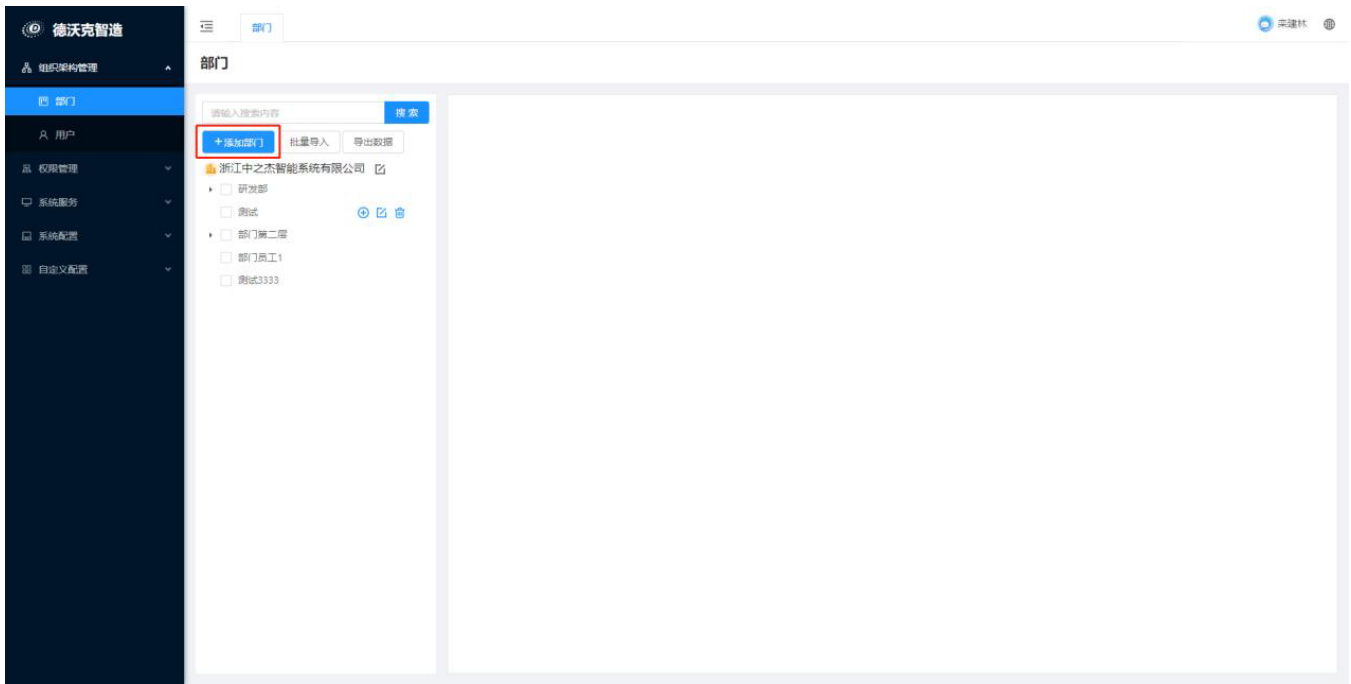 德沃克智造
部门
栾建林
组织架构管理
部门
部门
用户
权限管理
系统服务
系统配置
自定义配置
请输入搜索内容
搜索
+添加部门
批量导入
导出数据
浙江中之杰智能系统有限公司
研发部
测试
部门第二层
部门员工1
测试3333